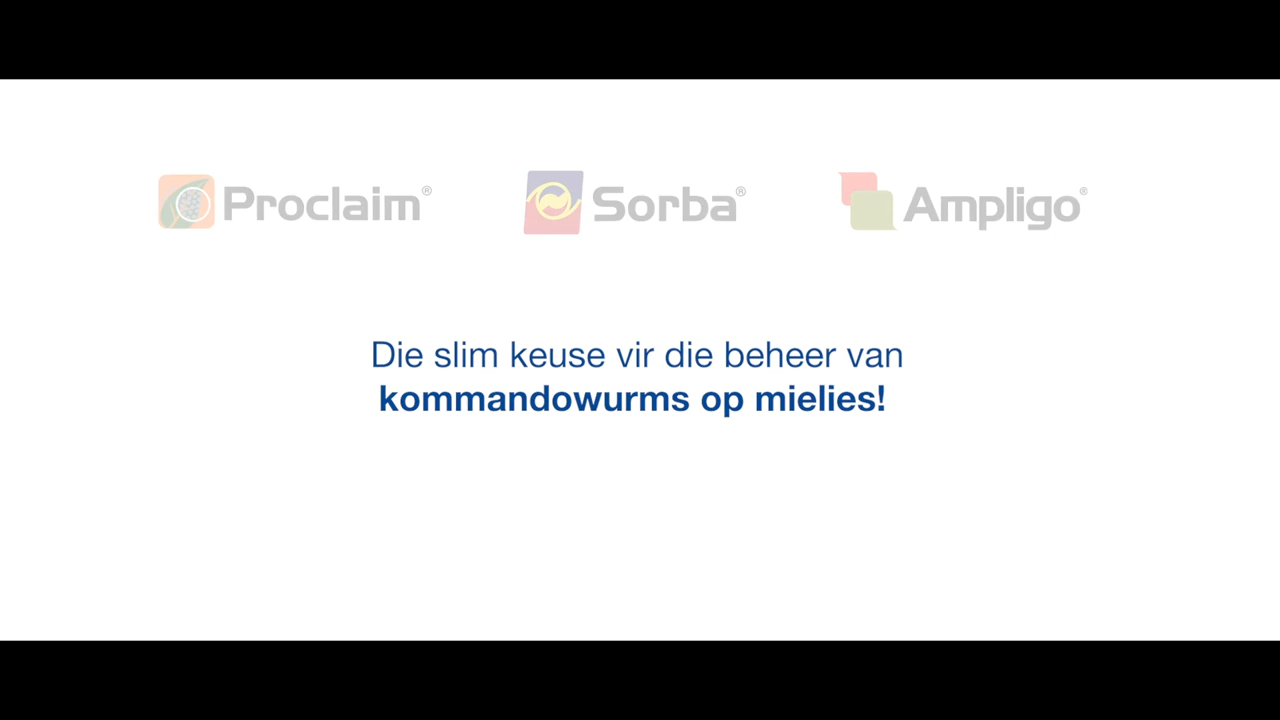 Proclaim® Sorba® Ampligo®
Die slim keuse vir die beheer van
kommandowurms op mielies!